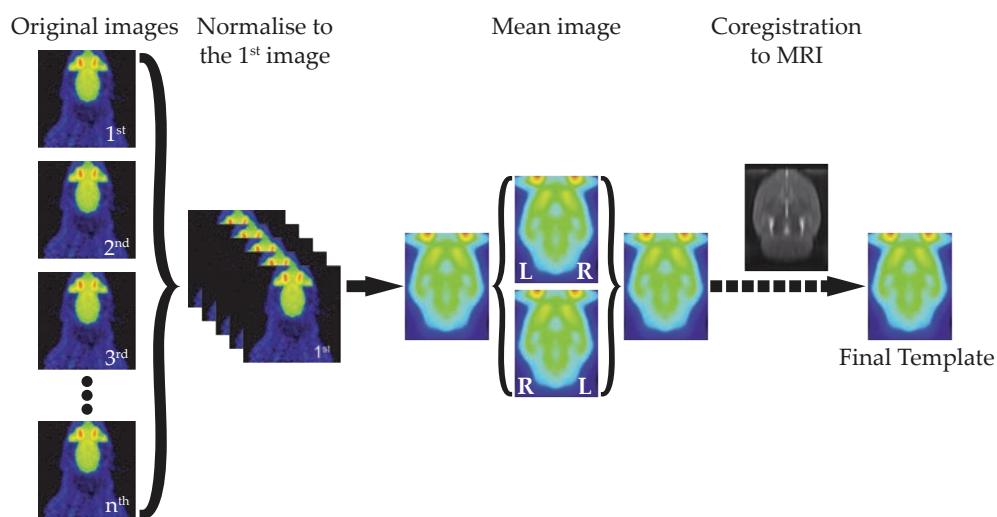 Original images
Normalise to
the 1st image
Mean image
Coregistration
to MRI
1st
2nd
3rd
nth
1st
L R
R L
Final Template